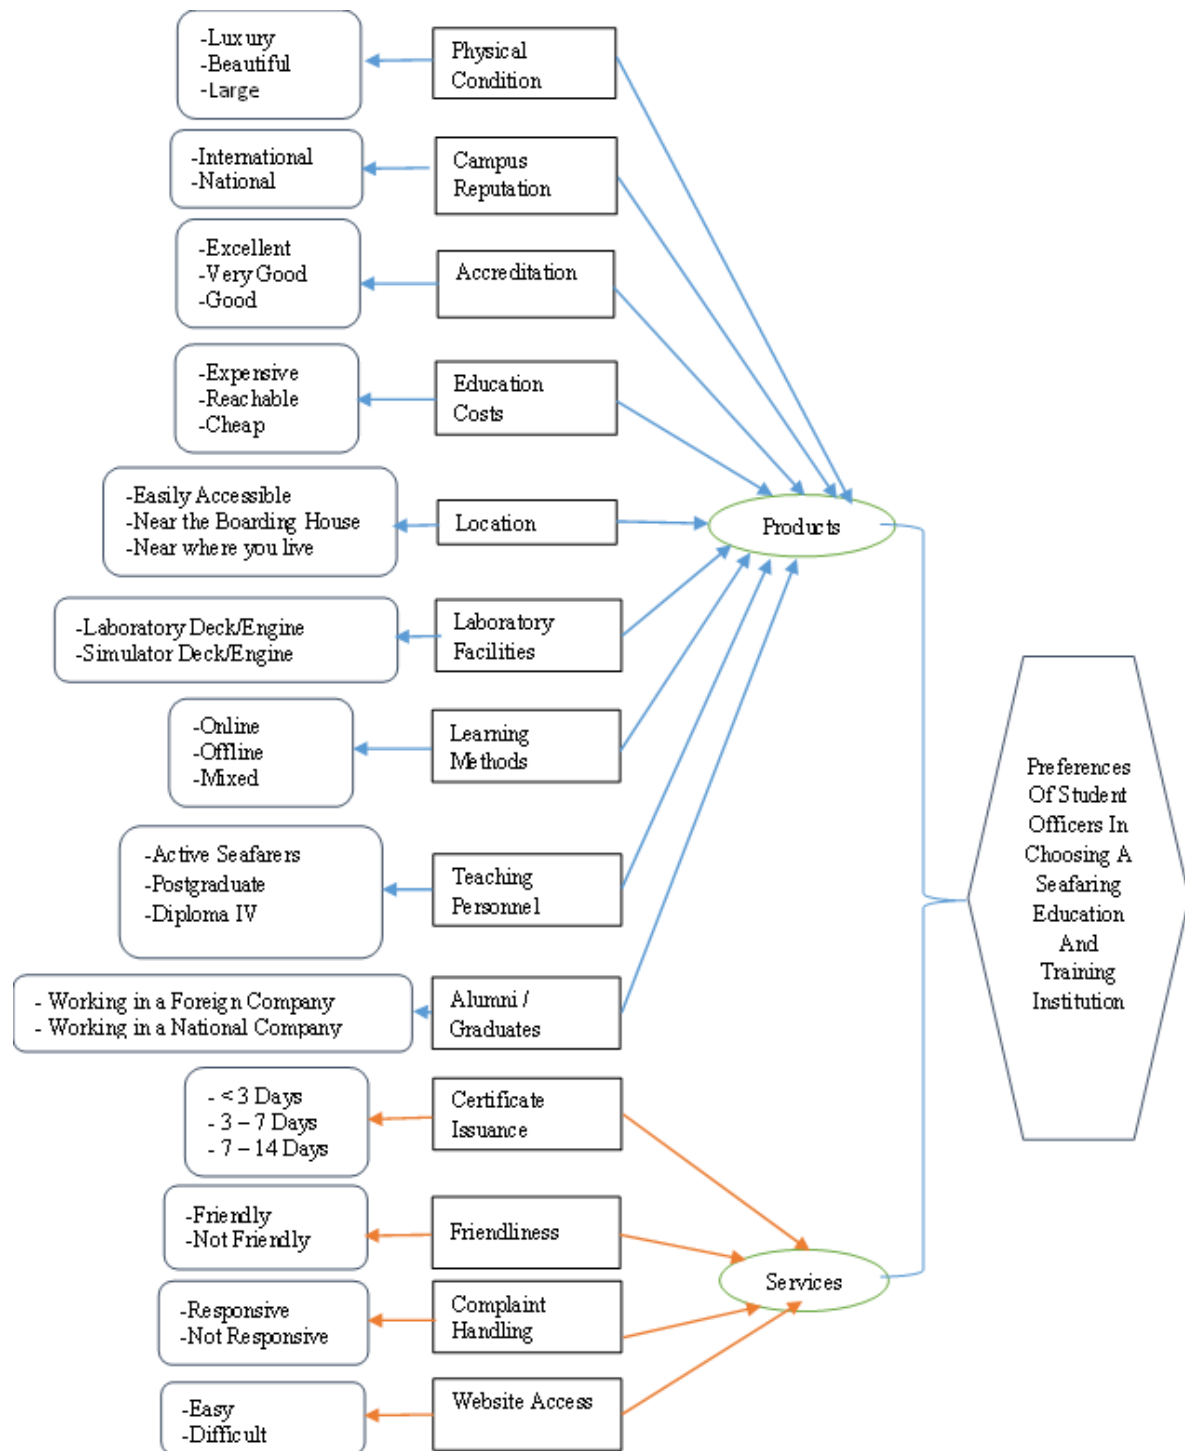 -Luxury
-Beautiful
-Large
Physical
Condition
-International
-National
Campus
Reputation
-Excellent
-Very Good
-Good
Accreditation
-Expensive
-Reachable
-Cheap
Education
Costs
-Easily Accessible
-Near the Boarding House
-Near where you live
Location
Products
-Laboratory Deck/Engine
-Simulator Deck/Engine
Laboratory
Facilities
-Online
-Offline
-Mixed
Learning
Methods
-Active Seafarers
-Postgraduate
-Diploma IV
Teaching
Personnel
- Working in a Foreign Company
- Working in a National Company
Alumni /
Graduates
Preferences
Of Student
Officers In
Choosing A
Seafaring
Education
And
Training
Institution
- < 3 Days
- 3 – 7 Days
- 7 – 14 Days
Certificate
Issuance
-Friendly
-Not Friendly
Friendliness
Services
-Responsive
-Not Responsive
Complaint
Handling
-Easy
-Difficult
Website Access